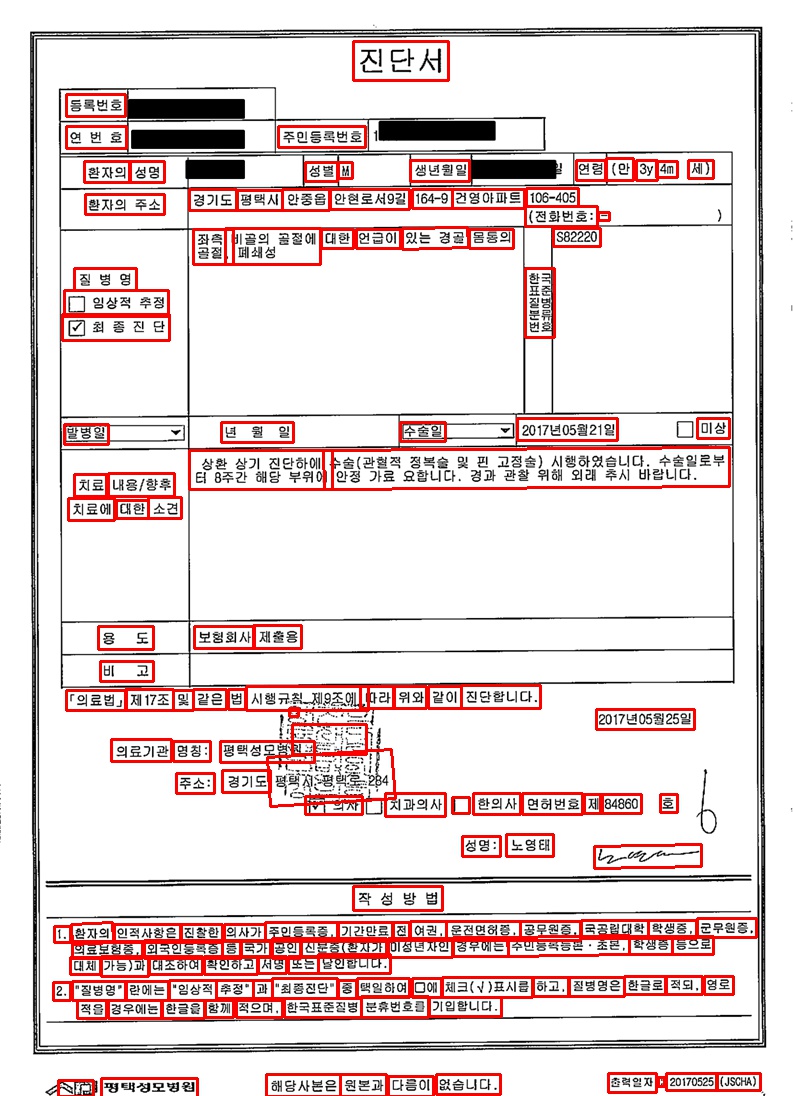 진단서
등록번호
연 번 호 주민등록번호 1
환자의 성명 성별 M 생년월일 일 연령 (만 3y 4m 세)
환자의 주소 경기도 평택시 안중읍 안현로서9길 164-9 건영아파트 106-405
(전화번호: )
좌측 비골의 골절에 대한 언급이 있는 경골 몸통의 S82220
골절, 폐쇄성
질 병 명
임상적 추정
최 종 진 단
한국
표준
질병
분류
번호
발병일 년 월 일 수술일 2017년05월21일 미상
상환 상기 진단하에 수술(관혈적 정복술 및 핀 고정술) 시행하였습니다. 수술일로부
터 8주간 해당 부위에 안정 가료 요합니다. 경과 관찰 위해 외래 추시 바랍니다.
치료 내용/향후
치료에 대한 소견
용 도 보험회사 제출용
비 고
「의료법」 제17조 및 같은 법 시행규칙 제9조에 따라 위와 같이 진단합니다.
2017년05월25일
의료기관 명칭: 평택성모병원
주소: 경기도 평택시 평택로 284
의사 치과의사 한의사 면허번호 제 84860 호
성명: 노영태
작 성 방 법
1. 환자의 인적사항은 진찰한 의사가 주민등록증, 기간만료 전 여권, 운전면허증, 공무원증, 국공립대학 학생증, 군무원증,
의료보험증, 외국인등록증 등 국가 공인 신분증(환자가 미성년자인 경우에는 주민등록등본·초본, 학생증 등으로
대체 가능)과 대조하여 확인하고 서명 또는 날인합니다.
2. "질병명" 란에는 "임상적 추정" 과 "최종진단" 중 택일하여 □에 체크(√)표시를 하고, 질병명은 한글로 적되, 영로
적을 경우에는 한글을 함께 적으며, 한국표준질병 분휴번호를 기입합니다.
평택성모병원 해당사본은 원본과 다름이 없습니다. 출력일자 : 20170525 (JSCHA)